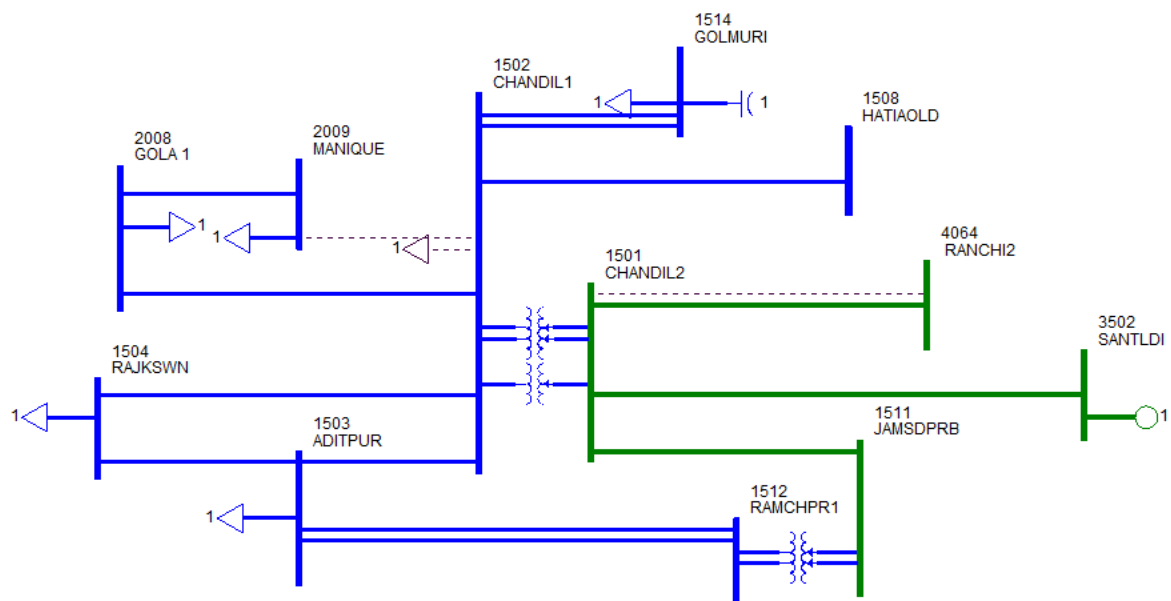 1514
GOLMURI
1502
CHANDIL1
1
1
1508
HATIAOLD
2009
MANIQUE
2008
GOLA 1
1
1
1
4064
RANCHI2
1501
CHANDIL2
3502
SANTLDI
1504
RAJKSWN
1
1
1511
JAMSDPRB
1503
ADITPUR
1512
RAMCHPR1
1